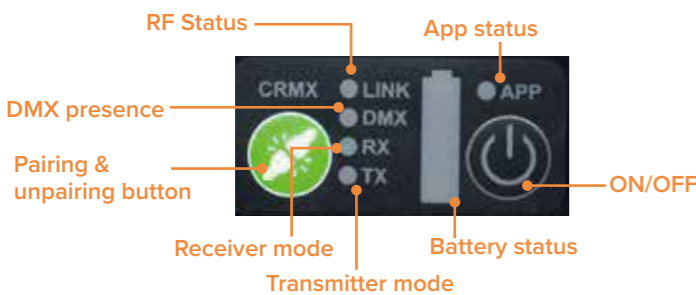 RF Status
App status
CRMX
LINK
APP
DMX presence
DMX
RX
Pairing &
unpairing button
TX
ON/OFF
Receiver mode
Battery status
Transmitter mode